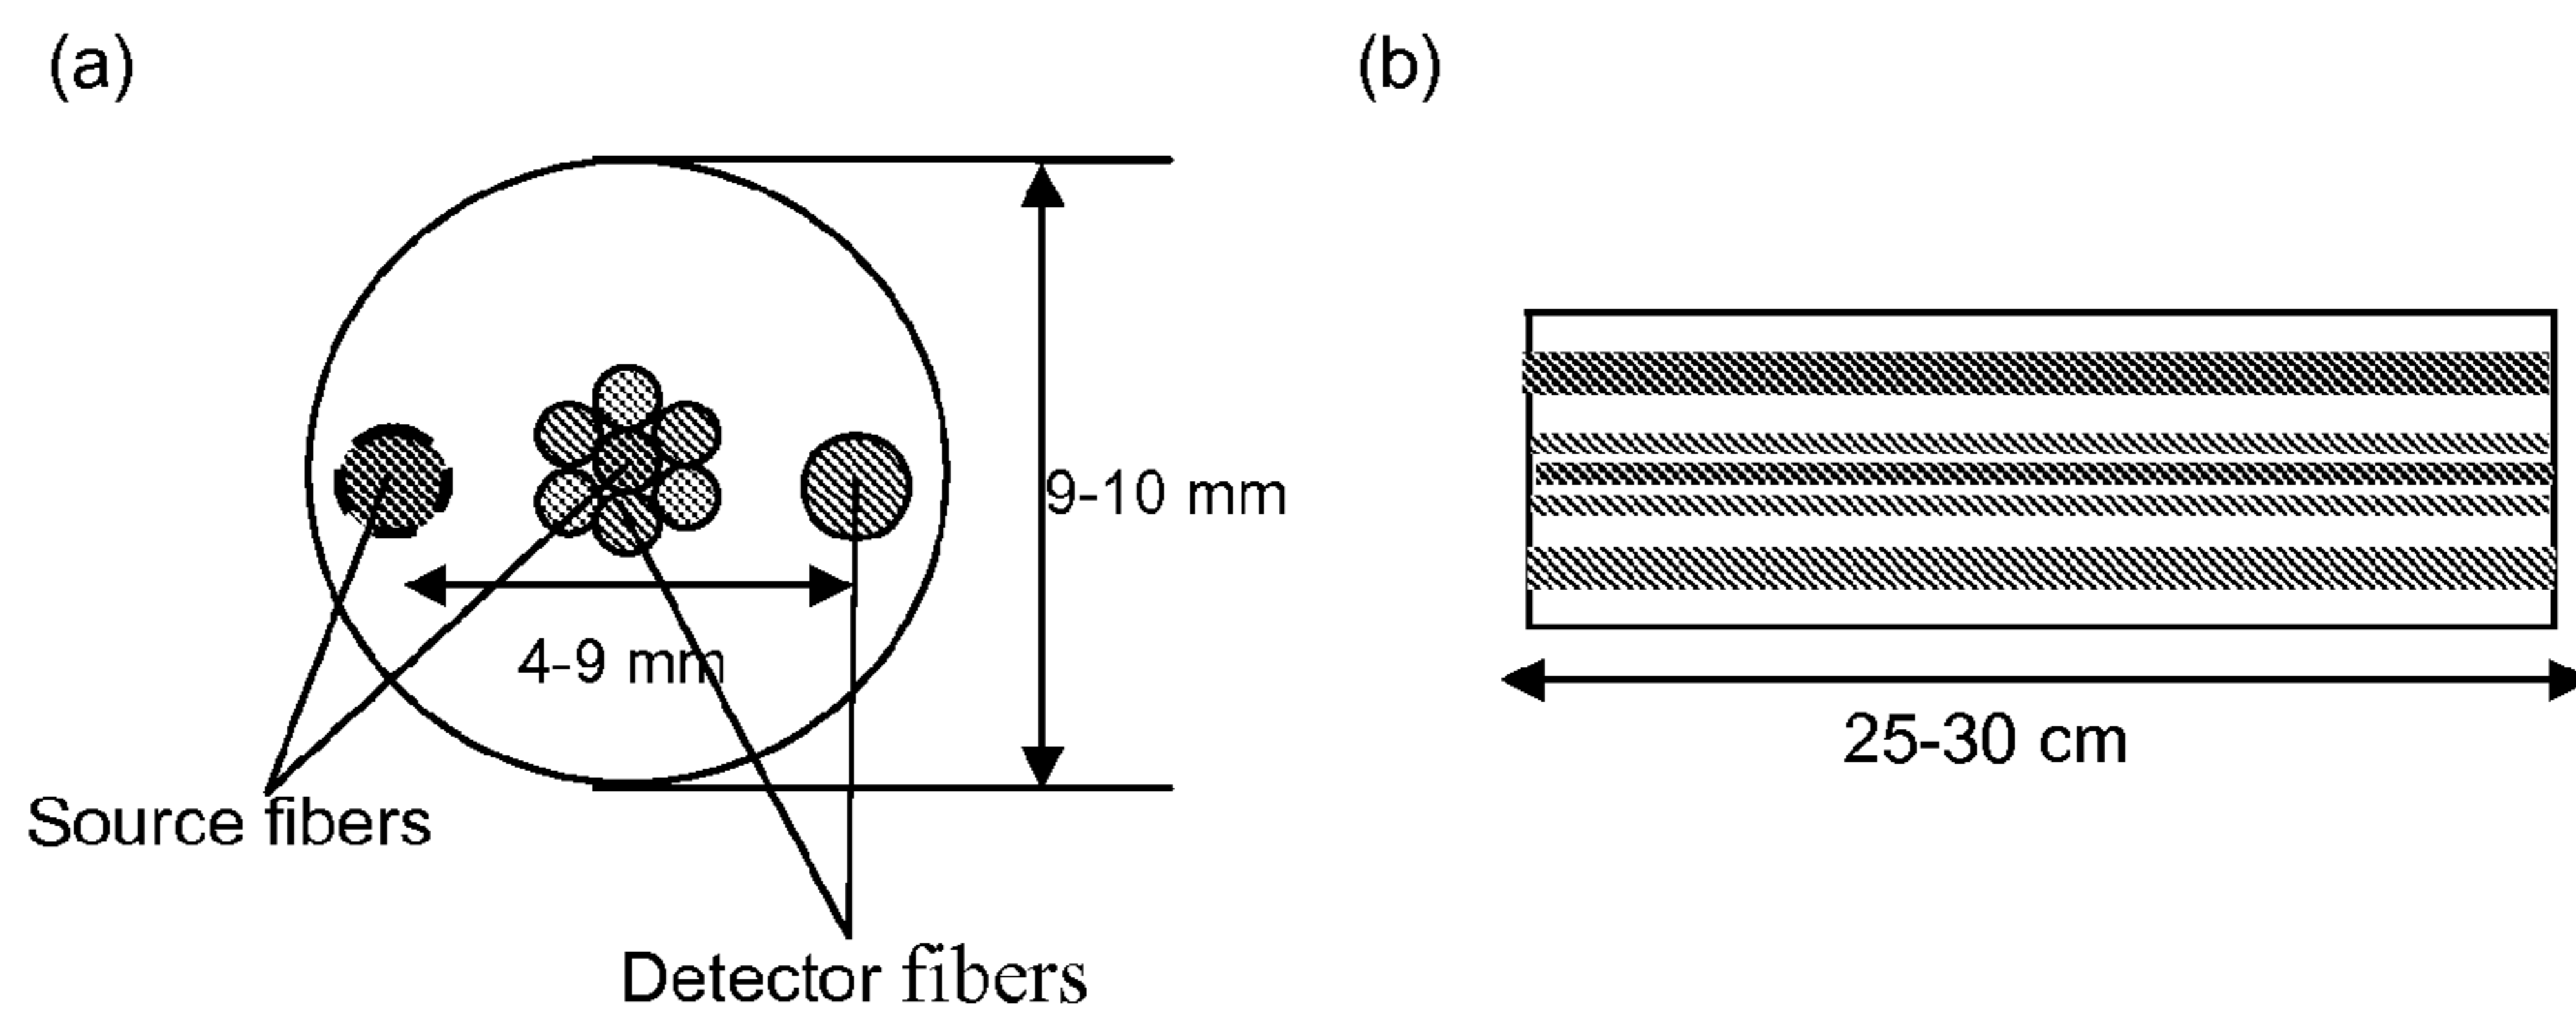 (a)
(b)
9-10 mm
4-9 mm
25-30 cm
Source fibers
Detector fibers